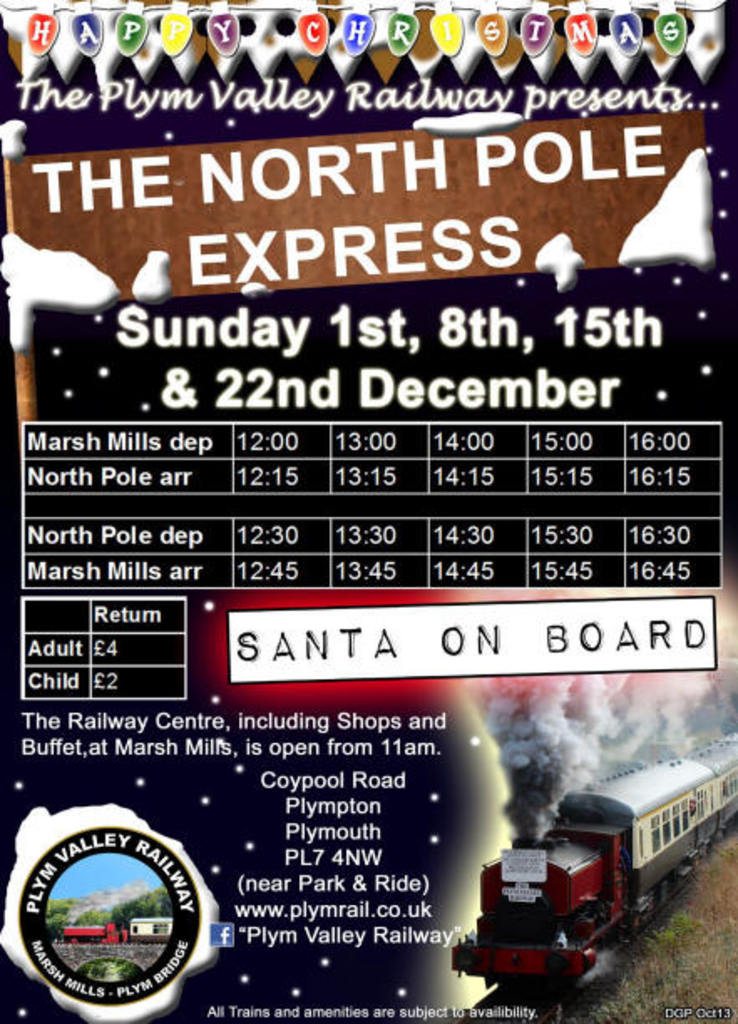 HAPPY CHRISTMAS
The Plym Valley Railway presents...
THE NORTH POLE
EXPRESS
Sunday 1st, 8th, 15th
& 22nd December
Marsh Mills dep 12:00 13:00 14:00 15:00 16:00
North Pole arr 12:15 13:15 14:15 15:15 16:15
North Pole dep 12:30 13:30 14:30 15:30 16:30
Marsh Mills arr 12:45 13:45 14:45 15:45 16:45
Return
Adult £4
Child £2
SANTA ON BOARD
The Railway Centre, including Shops and
Buffet,at Marsh Mills, is open from 11am.
Coypool Road
Plympton
Plymouth
PL7 4NW
(near Park & Ride)
www.plymrail.co.uk
f "Plym Valley Railway"
PLYM VALLEY RAILWAY
MARSH MILLS - PLYM BRIDGE
All Trains and amenities are subject to availibility.
DGP Oct13